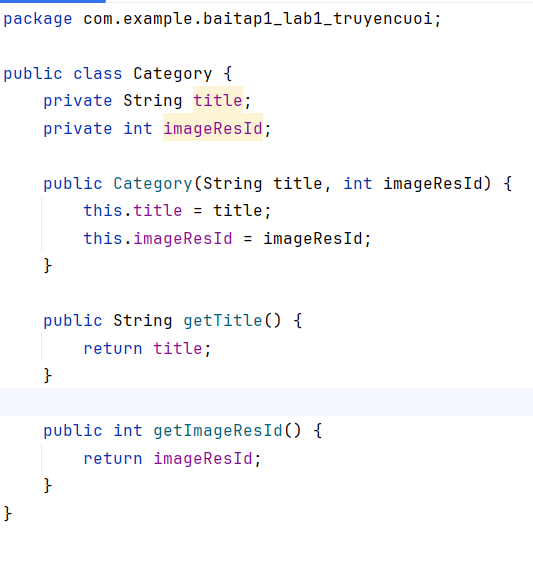 package com.example.baitap1_lab1_truyencuoi;

public class Category {
    private String title;
    private int imageResId;

    public Category(String title, int imageResId) {
        this.title = title;
        this.imageResId = imageResId;
    }

    public String getTitle() {
        return title;
    }

    public int getImageResId() {
        return imageResId;
    }
}